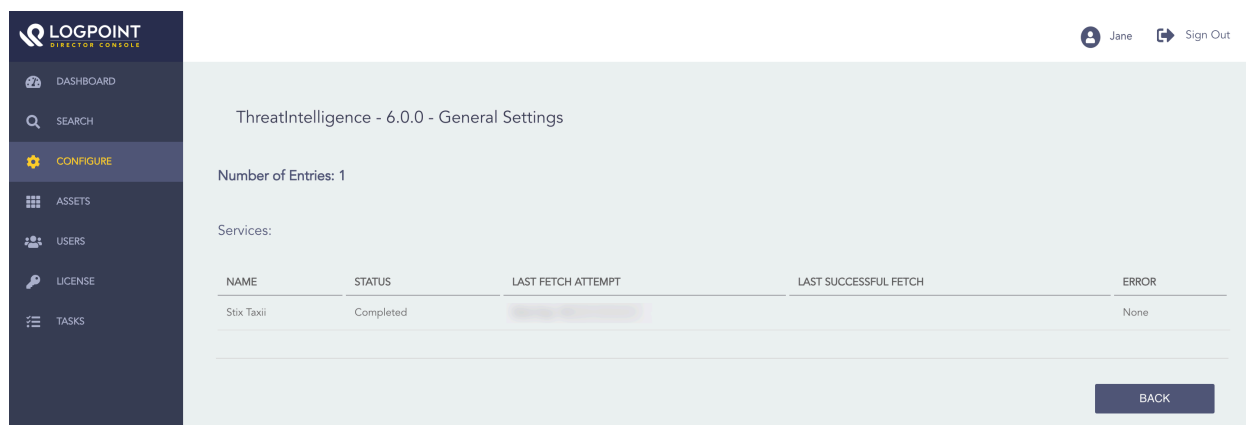 LOGPOINT
DIRECTOR CONSOLE
Jane
Sign Out
DASHBOARD
SEARCH
CONFIGURE
ASSETS
USERS
LICENSE
TASKS
ThreatIntelligence - 6.0.0 - General Settings
Number of Entries: 1
Services:
NAME STATUS LAST FETCH ATTEMPT LAST SUCCESSFUL FETCH ERROR
Stix Taxii Completed None
BACK